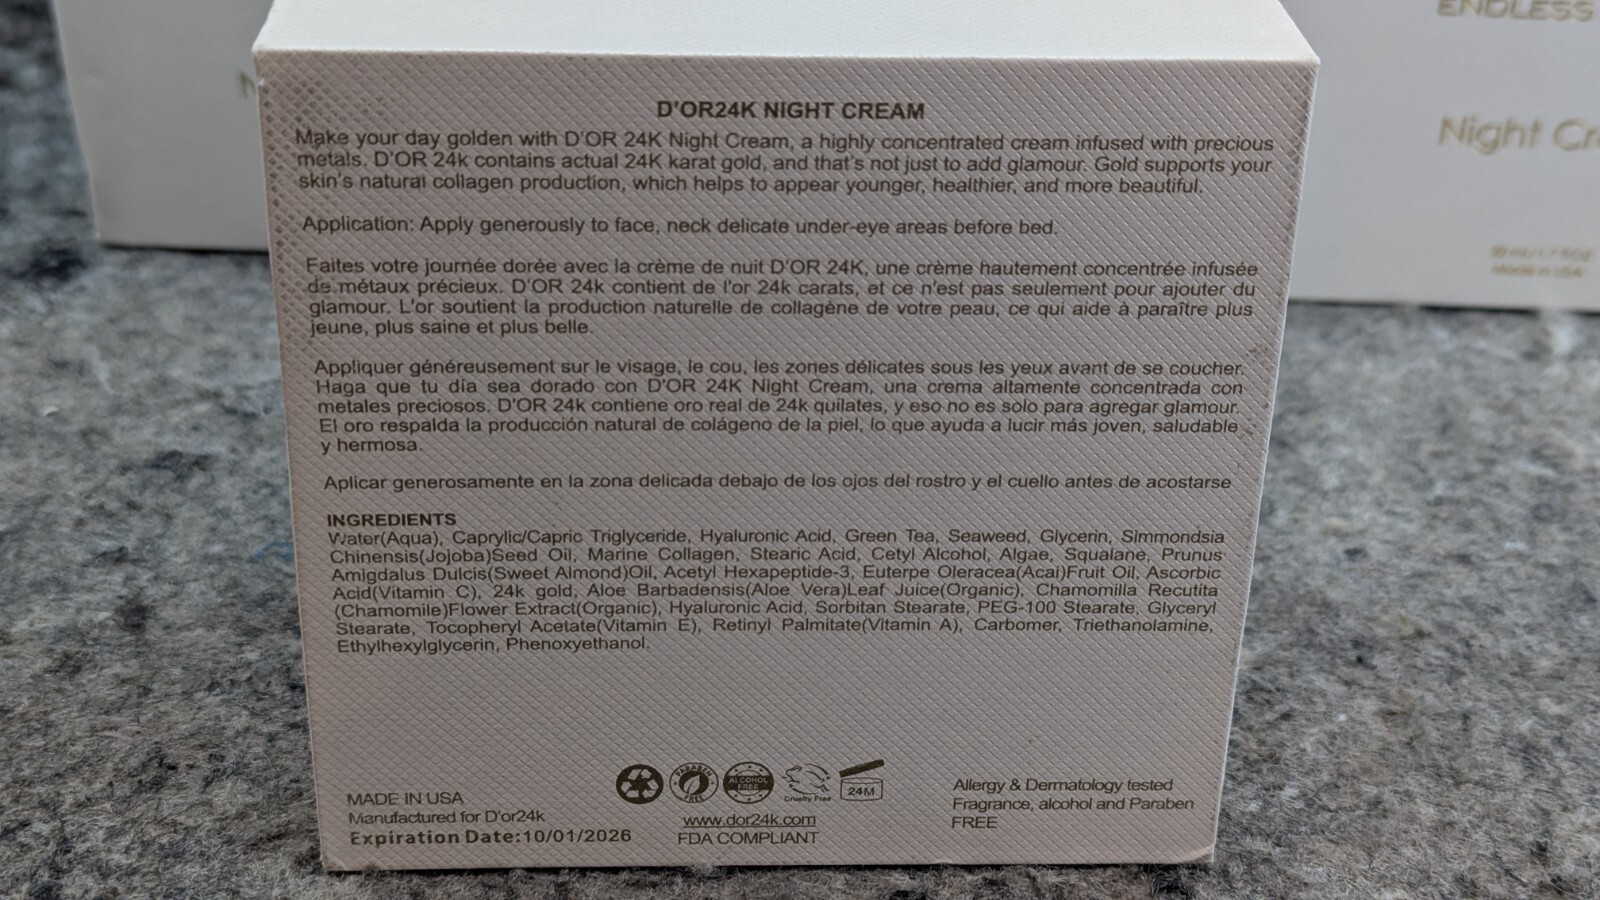 ENDLESS
Night Cr
N
D'OR24K NIGHT CREAM
Make your day golden with D'OR 24K Night Cream, a highly concentrated cream infused with precious
metals. D'OR 24k contains actual 24K karat gold, and that's not just to add glamour. Gold supports your
skin's natural collagen production, which helps to appear younger, healthier, and more beautiful.
Application: Apply generously to face, neck delicate under-eye areas before bed.
Faites votre journée dorée avec la crème de nuit D'OR 24K, une crème hautement concentrée infusée
de métaux précieux. D'OR 24k contient de l'or 24k carats, et ce n'est pas seulement pour ajouter du
glamour. L'or soutient la production naturelle de collagène de votre peau, ce qui aide à paraître plus
jeune, plus saine et plus belle.
Appliquer généreusement sur le visage, le cou, les zones délicates sous les yeux avant de se coucher.
Haga que tu día sea dorado con D'OR 24K Night Cream, una crema altamente concentrada con
metales preciosos. D'OR 24k contiene oro real de 24k quilates, y eso no es solo para agregar glamour.
El oro respalda la producción natural de colágeno de la piel, lo que ayuda a lucir más joven, saludable
y hermosa.
Aplicar generosamente en la zona delicada debajo de los ojos del rostro y el cuello antes de acostarse
INGREDIENTS
Water(Aqua), Caprylic/Capric Triglyceride, Hyaluronic Acid, Green Tea, Seaweed, Glycerin, Simmondsia
Chinensis(Jojoba)Seed Oil, Marine Collagen, Stearic Acid, Cetyl Alcohol, Algae, Squalane, Prunus
Amigdalus Dulcis(Sweet Almond)Oil, Acetyl Hexapeptide-3, Euterpe Oleracea(Acai)Fruit Oil, Ascorbic
Acid(Vitamin C), 24k gold, Aloe Barbadensis(Aloe Vera)Leaf Juice(Organic), Chamomilla Recutita
(Chamomile)Flower Extract(Organic), Hyaluronic Acid, Sorbitan Stearate, PEG-100 Stearate, Glyceryl
Stearate, Tocopheryl Acetate(Vitamin E), Retinyl Palmitate(Vitamin A), Carbomer, Triethanolamine,
Ethylhexylglycerin, Phenoxyethanol.
MADE IN USA
Manufactured for D'or24k
Expiration Date:10/01/2026
PARABEN
FREE
ALCOHOL
FREE
Cruelty Free
24M
www.dor24k.com
FDA COMPLIANT
Allergy & Dermatology tested
Fragrance, alcohol and Paraben
FREE
Made in USA